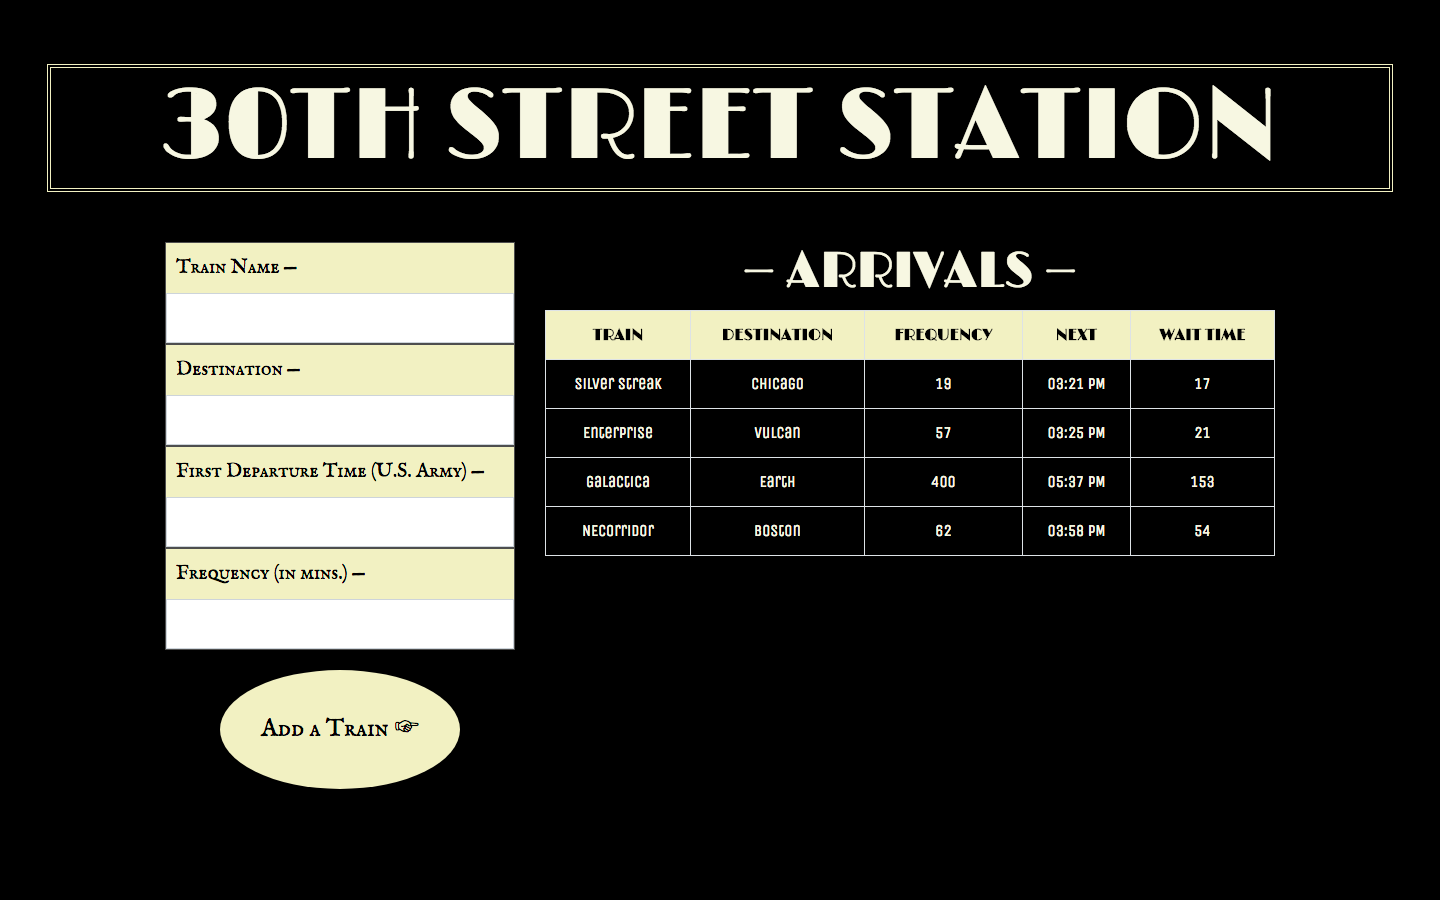 30TH STREET STATION
Train Name —
Destination —
First Departure Time (U.S. Army) —
Frequency (in mins.) —
Add a Train ☞
— ARRIVALS —
TRAIN DESTINATION FREQUENCY NEXT WAIT TIME
Silver Streak Chicago 19 03:21 PM 17
Enterprise Vulcan 57 03:25 PM 21
Galactica Earth 400 05:37 PM 153
NECorridor Boston 62 03:58 PM 54